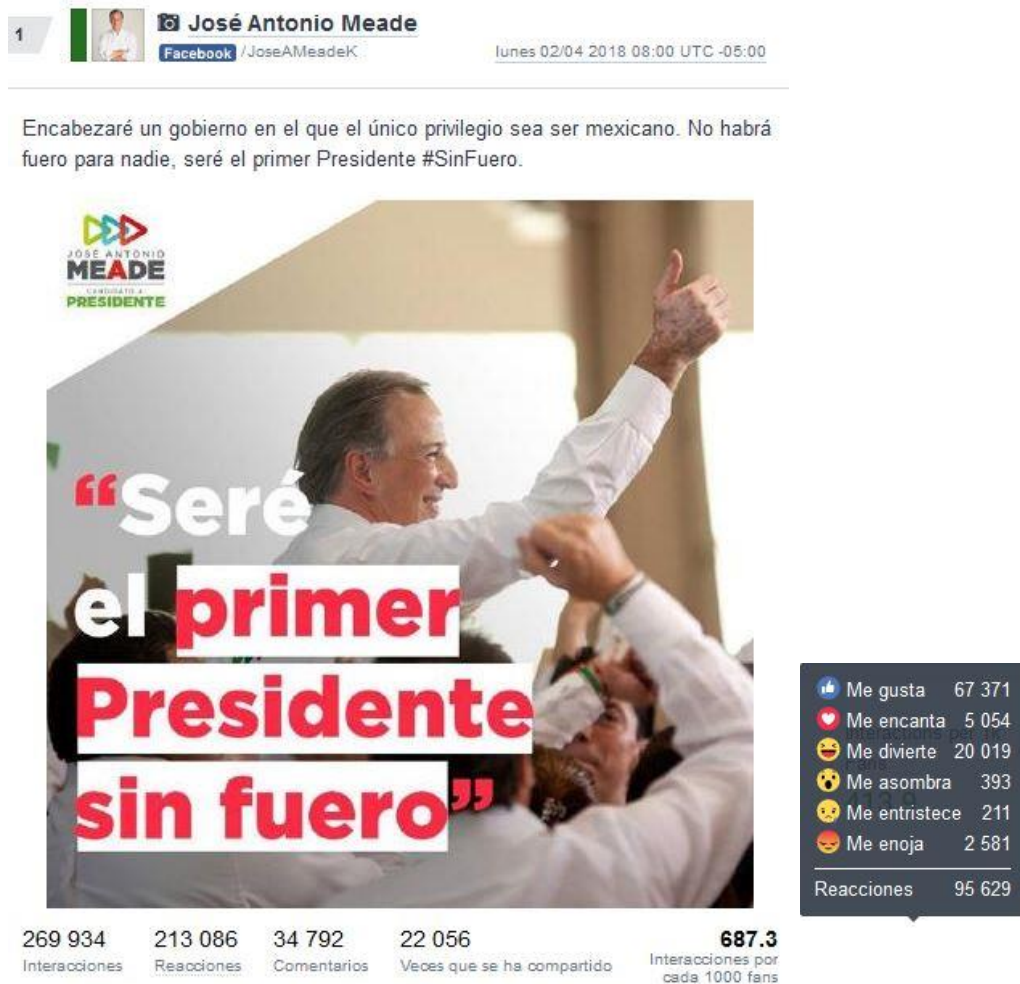 1
José Antonio Meade
Facebook /JoseAMeadeK
lunes 02/04 2018 08:00 UTC -05:00
Encabezaré un gobierno en el que el único privilegio sea ser mexicano. No habrá
fuero para nadie, seré el primer Presidente #SinFuero.
JOSÉ ANTONIO
MEADE
CANDIDATO A
PRESIDENTE
“Seré
el primer
Presidente
sin fuero”
Me gusta 67 371
Me encanta 5 054
Me divierte 20 019
Me asombra 393
Me entristece 211
Me enoja 2 581
Reacciones 95 629
269 934 213 086 34 792 22 056 687.3
Interacciones Reacciones Comentarios Veces que se ha compartido Interacciones por
cada 1000 fans